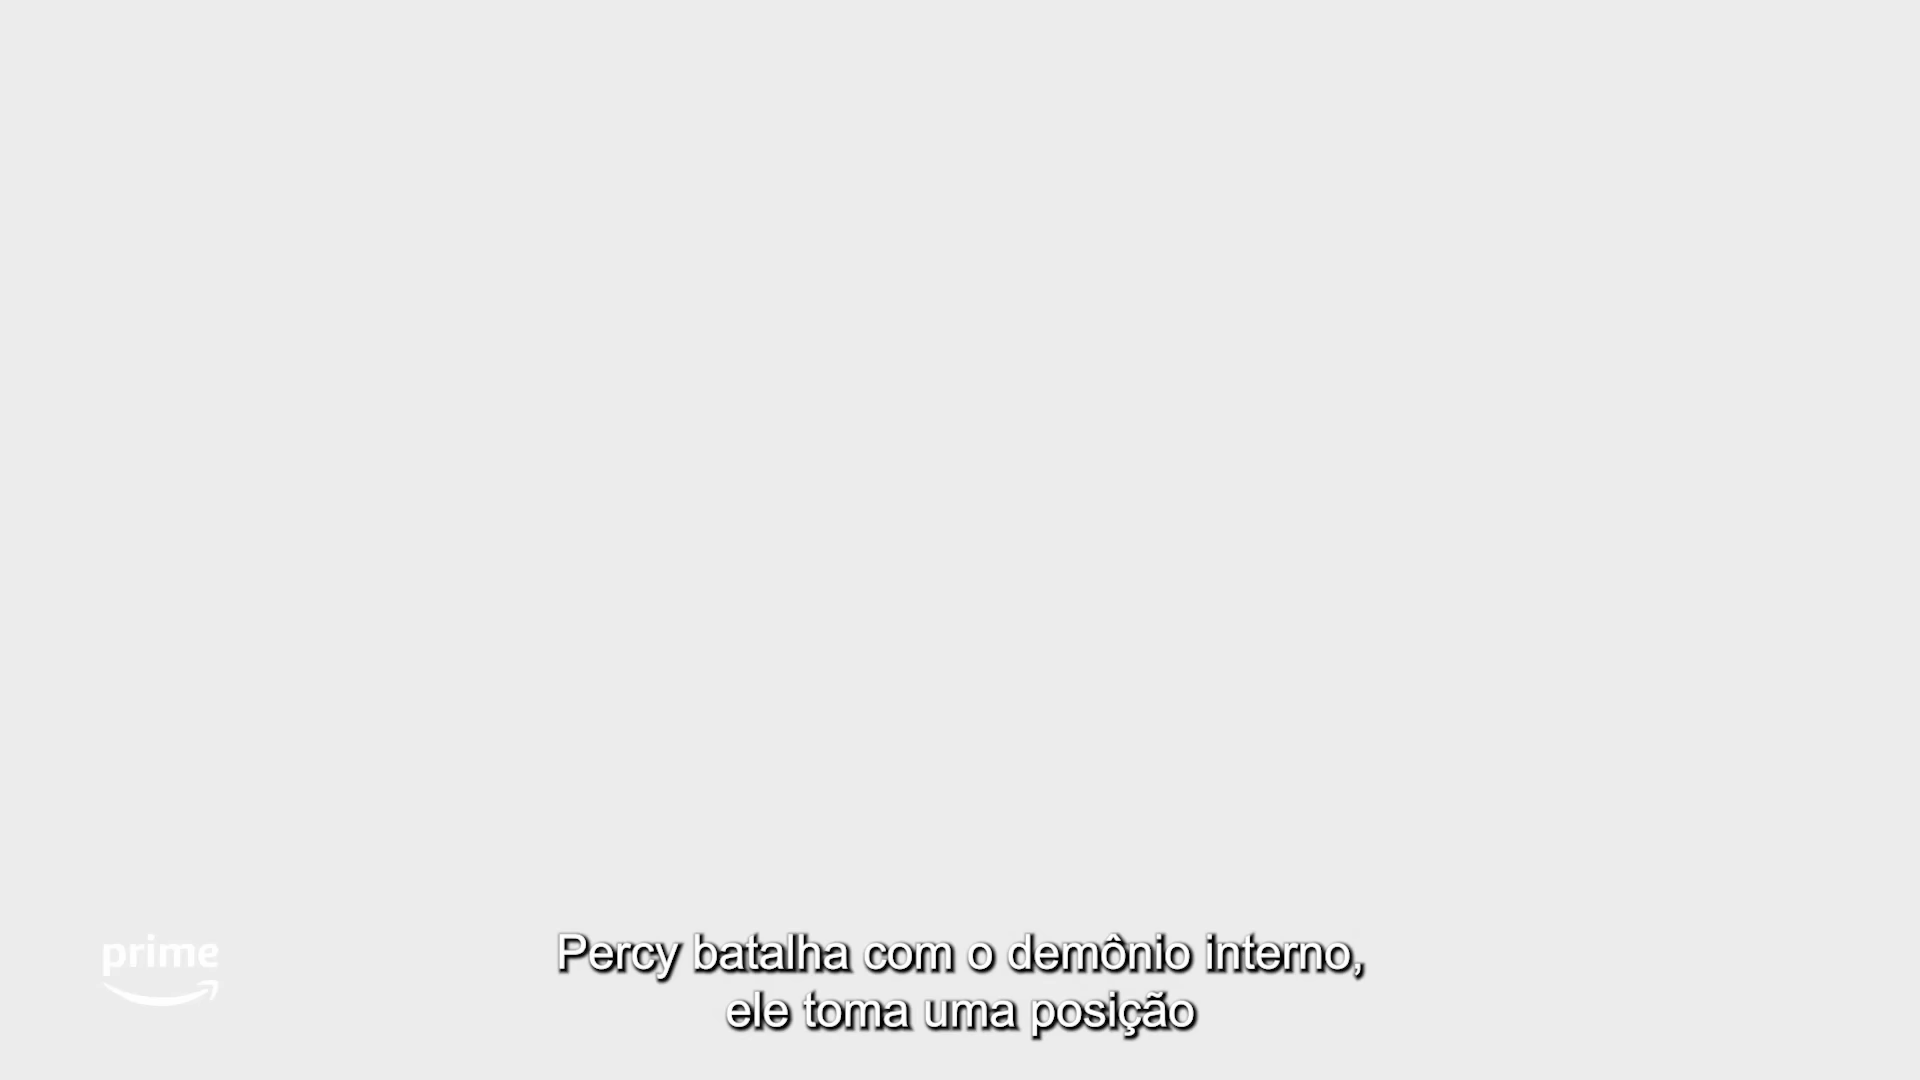 prime
Percy batalha com o demônio interno,
ele toma uma posição